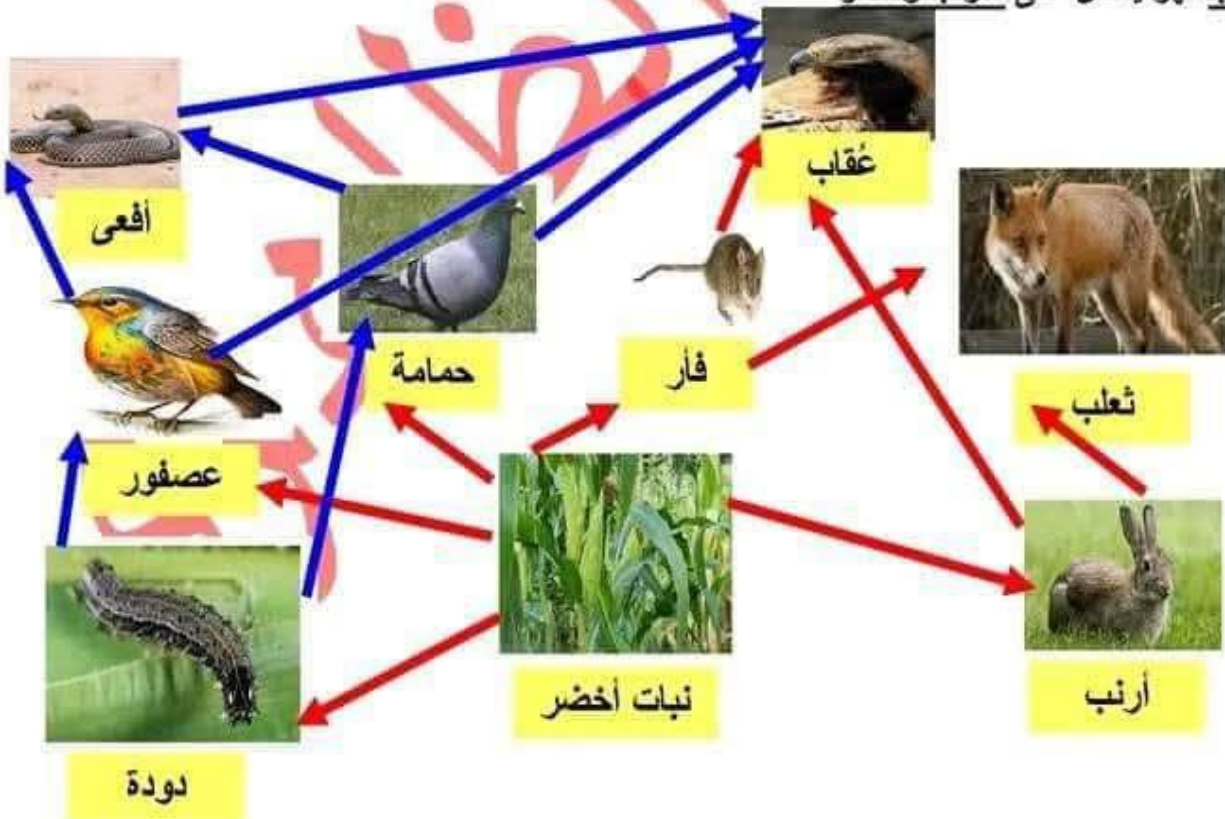 عُقاب
أفعى
حمامة
فأر
ثعلب
عصفور
نبات أخضر
أرنب
دودة